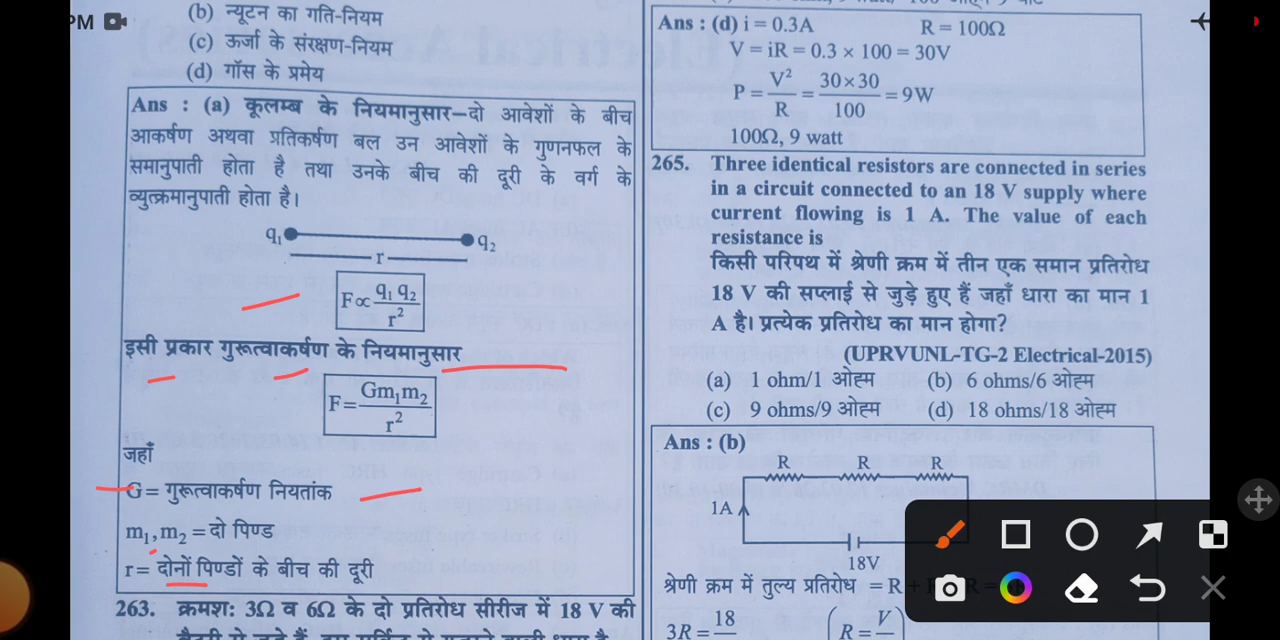 PM
(b) न्यूटन का गति-नियम
(c) ऊर्जा के संरक्षण-नियम
(d) गॉस के प्रमेय
Ans : (a) कूलम्ब के नियमानुसार–दो आवेशों के बीच
आकर्षण अथवा प्रतिकर्षण बल उन आवेशों के गुणनफल के
समानुपाती होता है तथा उनके बीच की दूरी के वर्ग के
व्युत्क्रमानुपाती होता है।
q₁ q₂
r
F∝ q₁ q₂ / r²
इसी प्रकार गुरूत्वाकर्षण के नियमानुसार
F= Gm₁m₂ / r²
जहाँ
G= गुरूत्वाकर्षण नियतांक
m₁,m₂ = दो पिण्ड
r= दोनों पिण्डों के बीच की दूरी
263. क्रमश: 3Ω व 6Ω के दो प्रतिरोध सीरीज में 18 V की
Ans : (d) i = 0.3A R = 100Ω
V = iR = 0.3 × 100 = 30V
P = V² / R = 30×30 / 100 = 9W
100Ω, 9 watt
265. Three identical resistors are connected in series
in a circuit connected to an 18 V supply where
current flowing is 1 A. The value of each
resistance is
किसी परिपथ में श्रेणी क्रम में तीन एक समान प्रतिरोध
18 V की सप्लाई से जुड़े हुए हैं जहाँ धारा का मान 1
A है। प्रत्येक प्रतिरोध का मान होगा?
(UPRVUNL-TG-2 Electrical-2015)
(a) 1 ohm/1 ओह्म (b) 6 ohms/6 ओह्म
(c) 9 ohms/9 ओह्म (d) 18 ohms/18 ओह्म
Ans : (b)
R R R
1A
18V
श्रेणी क्रम में तुल्य प्रतिरोध = R +
3R = 18 (R = V